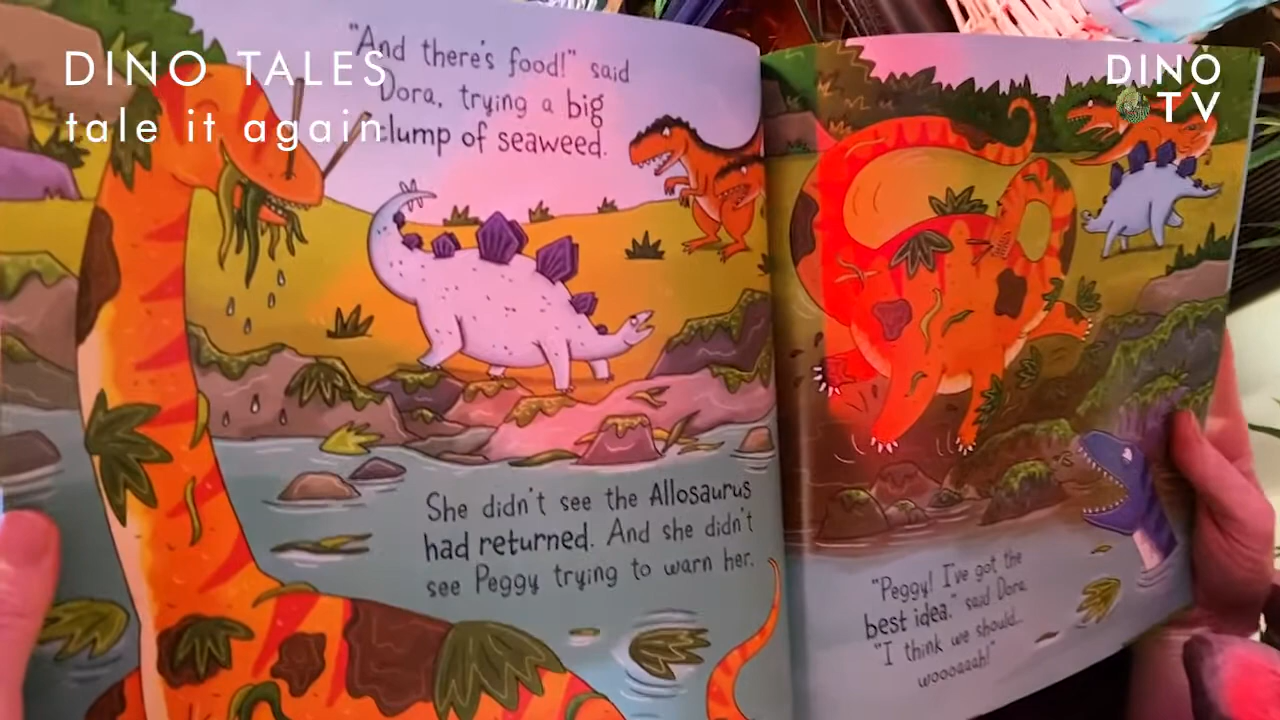 DINO TALES
tale it again
DINO
TV
"And there's food!" said
Dora, trying a big
clump of seaweed.
She didn't see the Allosaurus
had returned. And she didn't
see Peggy trying to warn her.
"Peggy! I've got the
best idea," said Dora.
"I think we should...
woooaaah!"